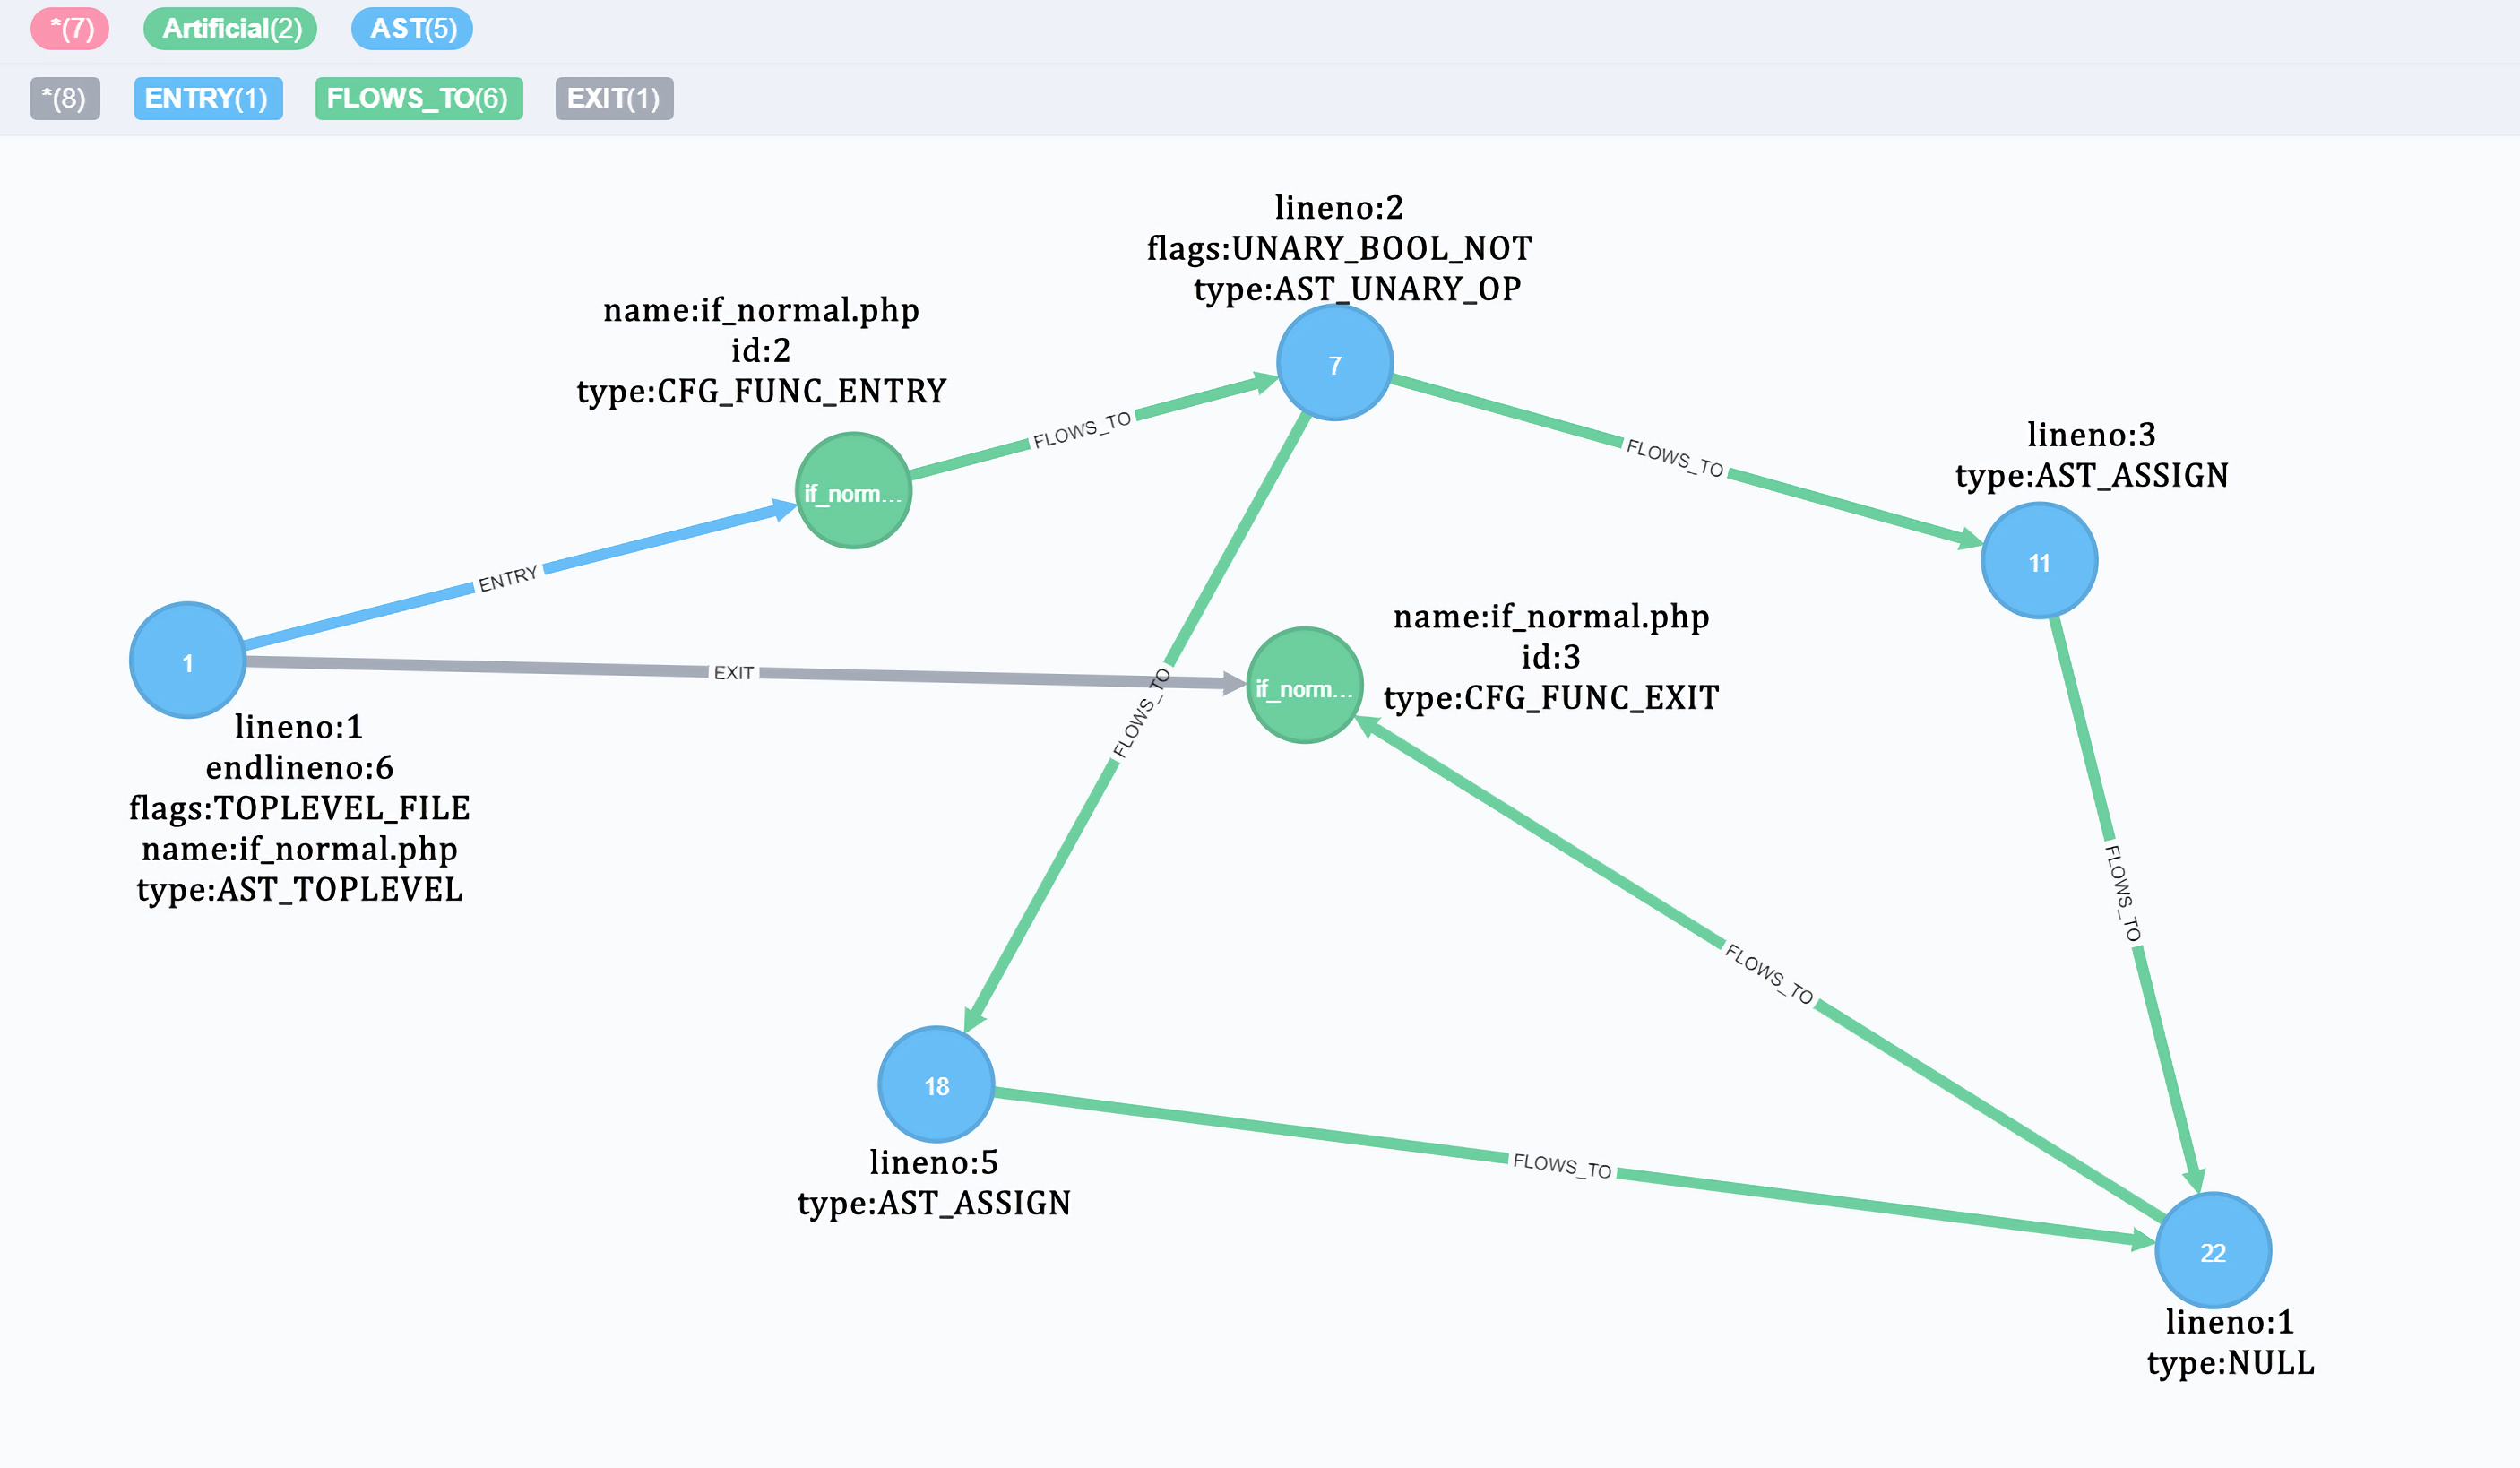 *(7) Artificial(2) AST(5)
*(8) ENTRY(1) FLOWS_TO(6) EXIT(1)
lineno:2
flags:UNARY_BOOL_NOT
type:AST_UNARY_OP
7
name:if_normal.php
id:2
type:CFG_FUNC_ENTRY
if_norm...
FLOWS_TO
FLOWS_TO
lineno:3
type:AST_ASSIGN
11
ENTRY
1
EXIT
FLOWS_TO
if_norm...
name:if_normal.php
id:3
type:CFG_FUNC_EXIT
lineno:1
endlineno:6
flags:TOPLEVEL_FILE
name:if_normal.php
type:AST_TOPLEVEL
FLOWS_TO
FLOWS_TO
18
lineno:5
type:AST_ASSIGN
FLOWS_TO
22
lineno:1
type:NULL